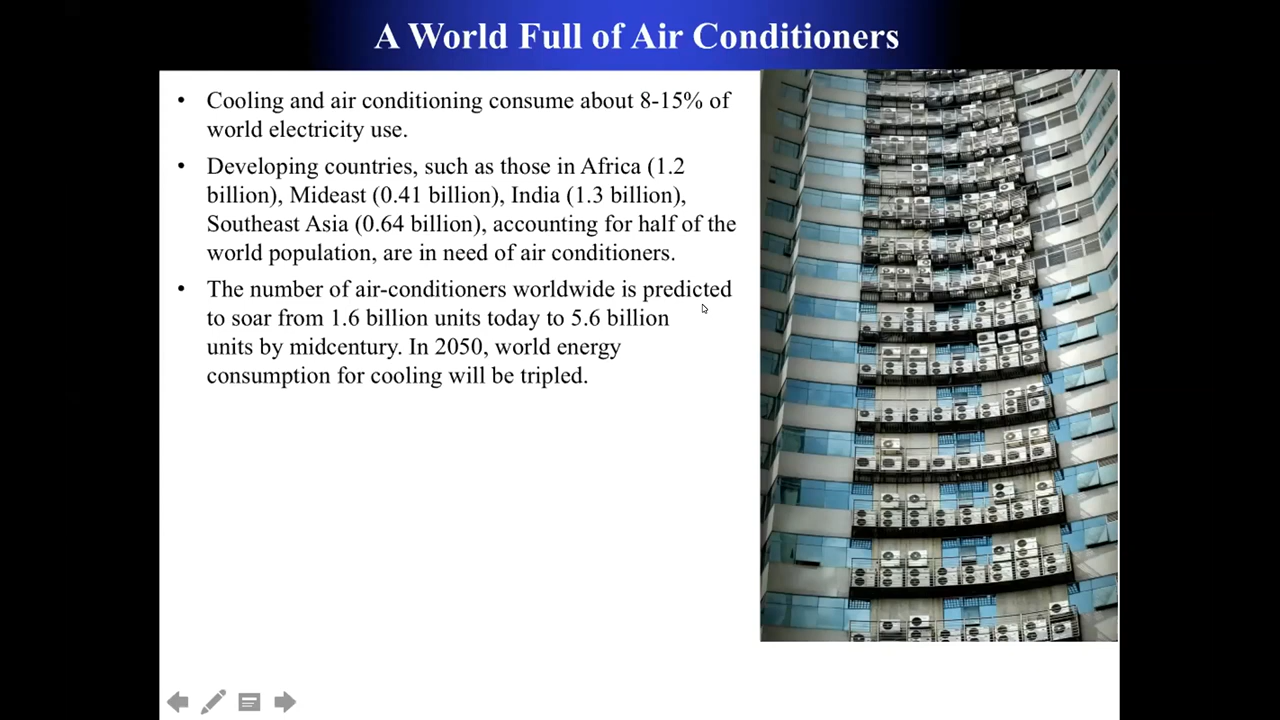 A World Full of Air Conditioners
• Cooling and air conditioning consume about 8-15% of
world electricity use.
• Developing countries, such as those in Africa (1.2
billion), Mideast (0.41 billion), India (1.3 billion),
Southeast Asia (0.64 billion), accounting for half of the
world population, are in need of air conditioners.
• The number of air-conditioners worldwide is predicted
to soar from 1.6 billion units today to 5.6 billion
units by midcentury. In 2050, world energy
consumption for cooling will be tripled.